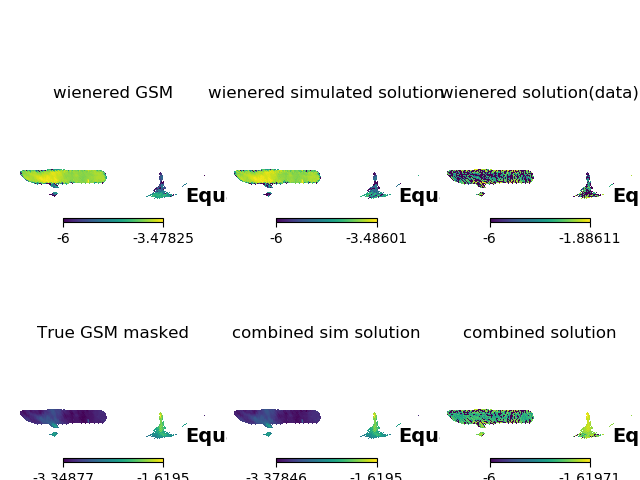 wienered GSM wienered simulated solution wienered solution(data)
Equ Equ Eq
-6 -3.47825 -6 -3.48601 -6 -1.88611
True GSM masked combined sim solution combined solution
Equ Equ Eq
-3.34877 -1.6195 -3.37846 -1.6195 -6 -1.61971